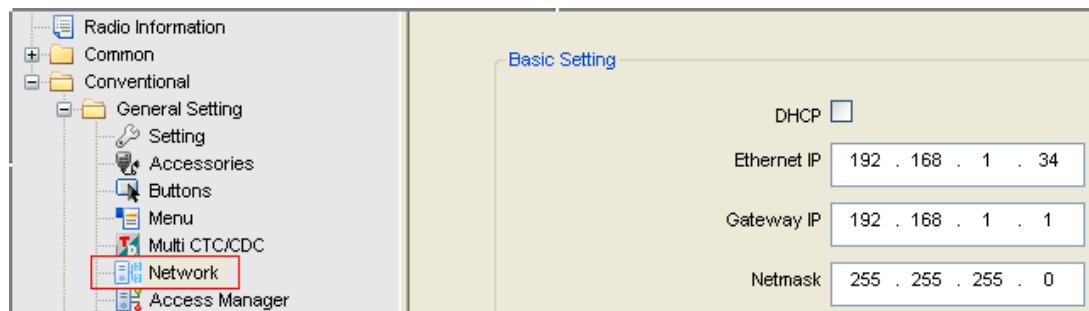 Radio Information
Common
Conventional
General Setting
Setting
Accessories
Buttons
Menu
Multi CTC/CDC
Network
Access Manager
Basic Setting
DHCP
Ethernet IP 192 . 168 . 1 . 34
Gateway IP 192 . 168 . 1 . 1
Netmask 255 . 255 . 255 . 0